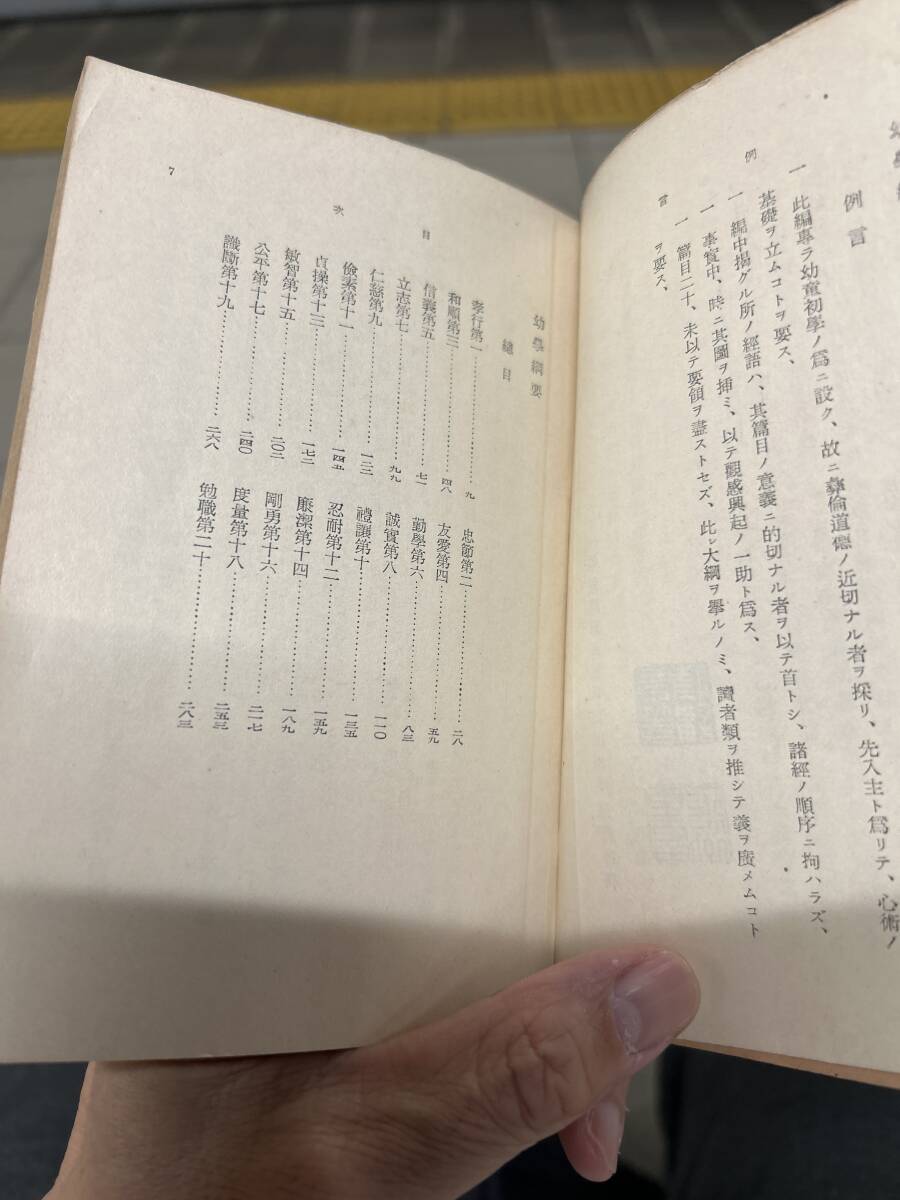 例言
一 此編專ラ幼童初學ノ爲ニ設ク、故ニ彝倫道德ノ近切ナル者ヲ採リ、先入主ト爲リテ、心術ノ
基礎ヲ立ムコトヲ要ス、
一 編中揭グル所ノ經語ハ、其篇目ノ意義ニ的切ナル者ヲ以テ首トシ、諸經ノ順序ニ拘ハラズ、
一 事實中、時ニ其圖ヲ挿ミ、以テ觀感興起ノ一助ト爲ス、
一 篇目二十、未以テ要領ヲ盡ストセズ、此レ大綱ヲ擧ルノミ、讀者類ヲ推シテ義ヲ廣メムコト
ヲ要ス、
例言
幼學綱要
總目
孝行第一……九
忠節第二……二八
和順第三……四八
友愛第四……五九
信義第五……七一
勤學第六……八三
立志第七……九九
誠實第八……一一〇
仁慈第九……一二三
禮讓第十……一三五
儉素第十一……一四五
忍耐第十二……一五九
貞操第十三……一七二
廉潔第十四……一八九
敏智第十五……二〇三
剛勇第十六……二一七
公平第十七……二四〇
度量第十八……二五三
識斷第十九……二六八
勉職第二十……二八三
目次
7